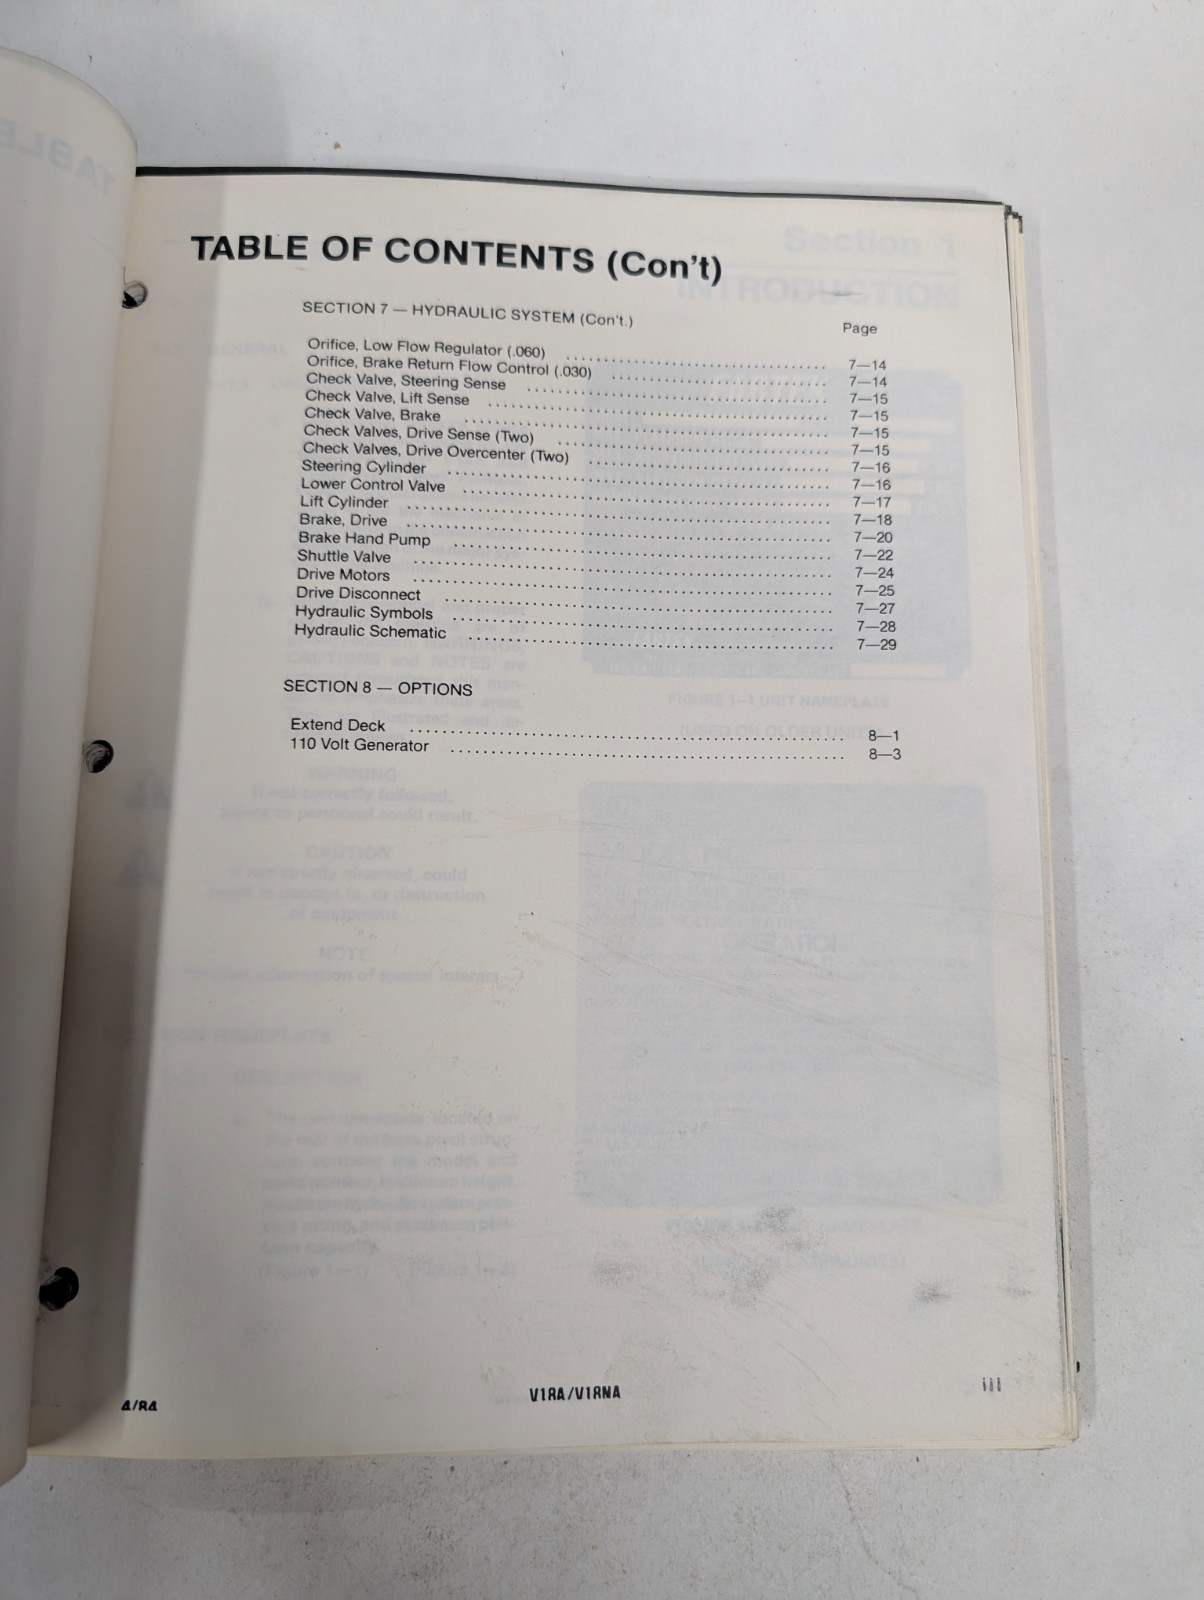 TABLE OF CONTENTS (Con't)
SECTION 7 — HYDRAULIC SYSTEM (Con't.)
Page
Orifice, Low Flow Regulator (.060) ........................ 7—14
Orifice, Brake Return Flow Control (.030) ........................ 7—14
Check Valve, Steering Sense ........................ 7—15
Check Valve, Lift Sense ........................ 7—15
Check Valve, Brake ........................ 7—15
Check Valves, Drive Sense (Two) ........................ 7—15
Check Valves, Drive Overcenter (Two) ........................ 7—16
Steering Cylinder ........................ 7—16
Lower Control Valve ........................ 7—17
Lift Cylinder ........................ 7—18
Brake, Drive ........................ 7—20
Brake Hand Pump ........................ 7—22
Shuttle Valve ........................ 7—24
Drive Motors ........................ 7—25
Drive Disconnect ........................ 7—27
Hydraulic Symbols ........................ 7—28
Hydraulic Schematic ........................ 7—29
SECTION 8 — OPTIONS
Extend Deck ........................ 8—1
110 Volt Generator ........................ 8—3
4/84
V1RA/V1RNA
iii